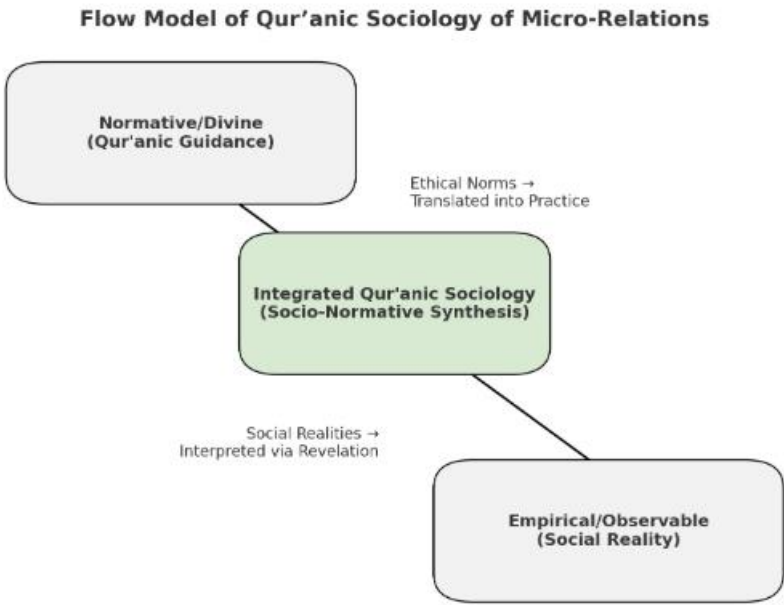 Flow Model of Qur’anic Sociology of Micro-Relations
Normative/Divine
(Qur'anic Guidance)
Ethical Norms →
Translated into Practice
Integrated Qur'anic Sociology
(Socio-Normative Synthesis)
Social Realities →
Interpreted via Revelation
Empirical/Observable
(Social Reality)